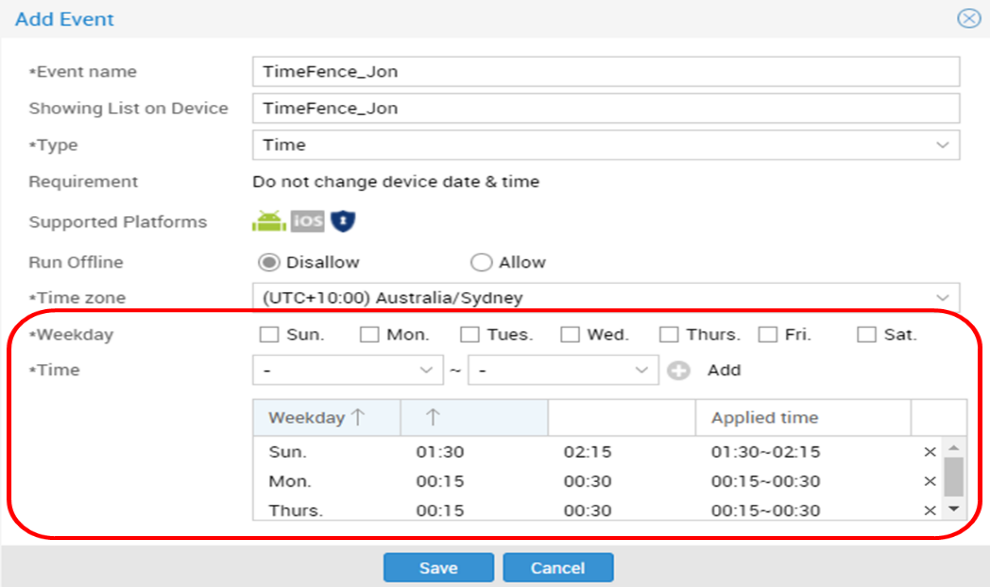 Add Event
*Event name TimeFence_Jon
Showing List on Device TimeFence_Jon
*Type Time
Requirement Do not change device date & time
Supported Platforms iOS
Run Offline Disallow Allow
*Time zone (UTC+10:00) Australia/Sydney
*Weekday Sun. Mon. Tues. Wed. Thurs. Fri. Sat.
*Time - ~ - Add
Weekday ↑ ↑ Applied time
Sun. 01:30 02:15 01:30~02:15 ×
Mon. 00:15 00:30 00:15~00:30 ×
Thurs. 00:15 00:30 00:15~00:30 ×
Save Cancel